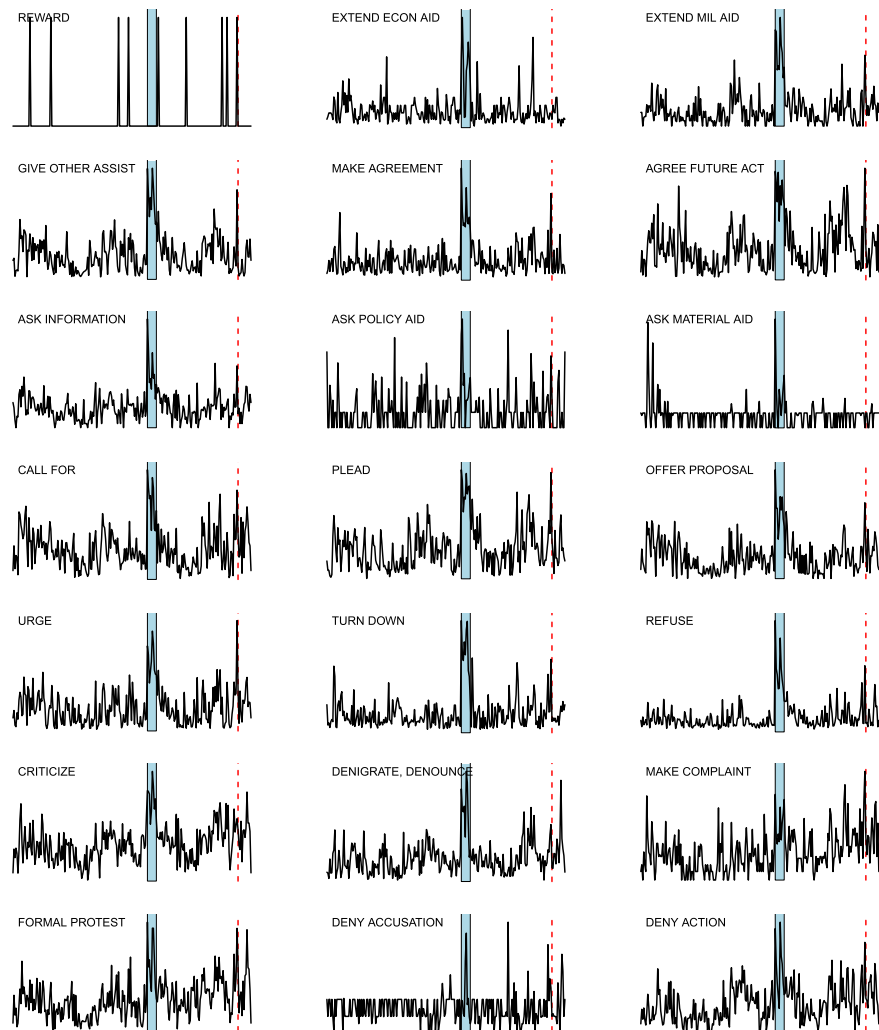 REWARD
EXTEND ECON AID
EXTEND MIL AID
GIVE OTHER ASSIST
MAKE AGREEMENT
AGREE FUTURE ACT
ASK INFORMATION
ASK POLICY AID
ASK MATERIAL AID
CALL FOR
PLEAD
OFFER PROPOSAL
URGE
TURN DOWN
REFUSE
CRITICIZE
DENIGRATE, DENOUNCE
MAKE COMPLAINT
FORMAL PROTEST
DENY ACCUSATION
DENY ACTION